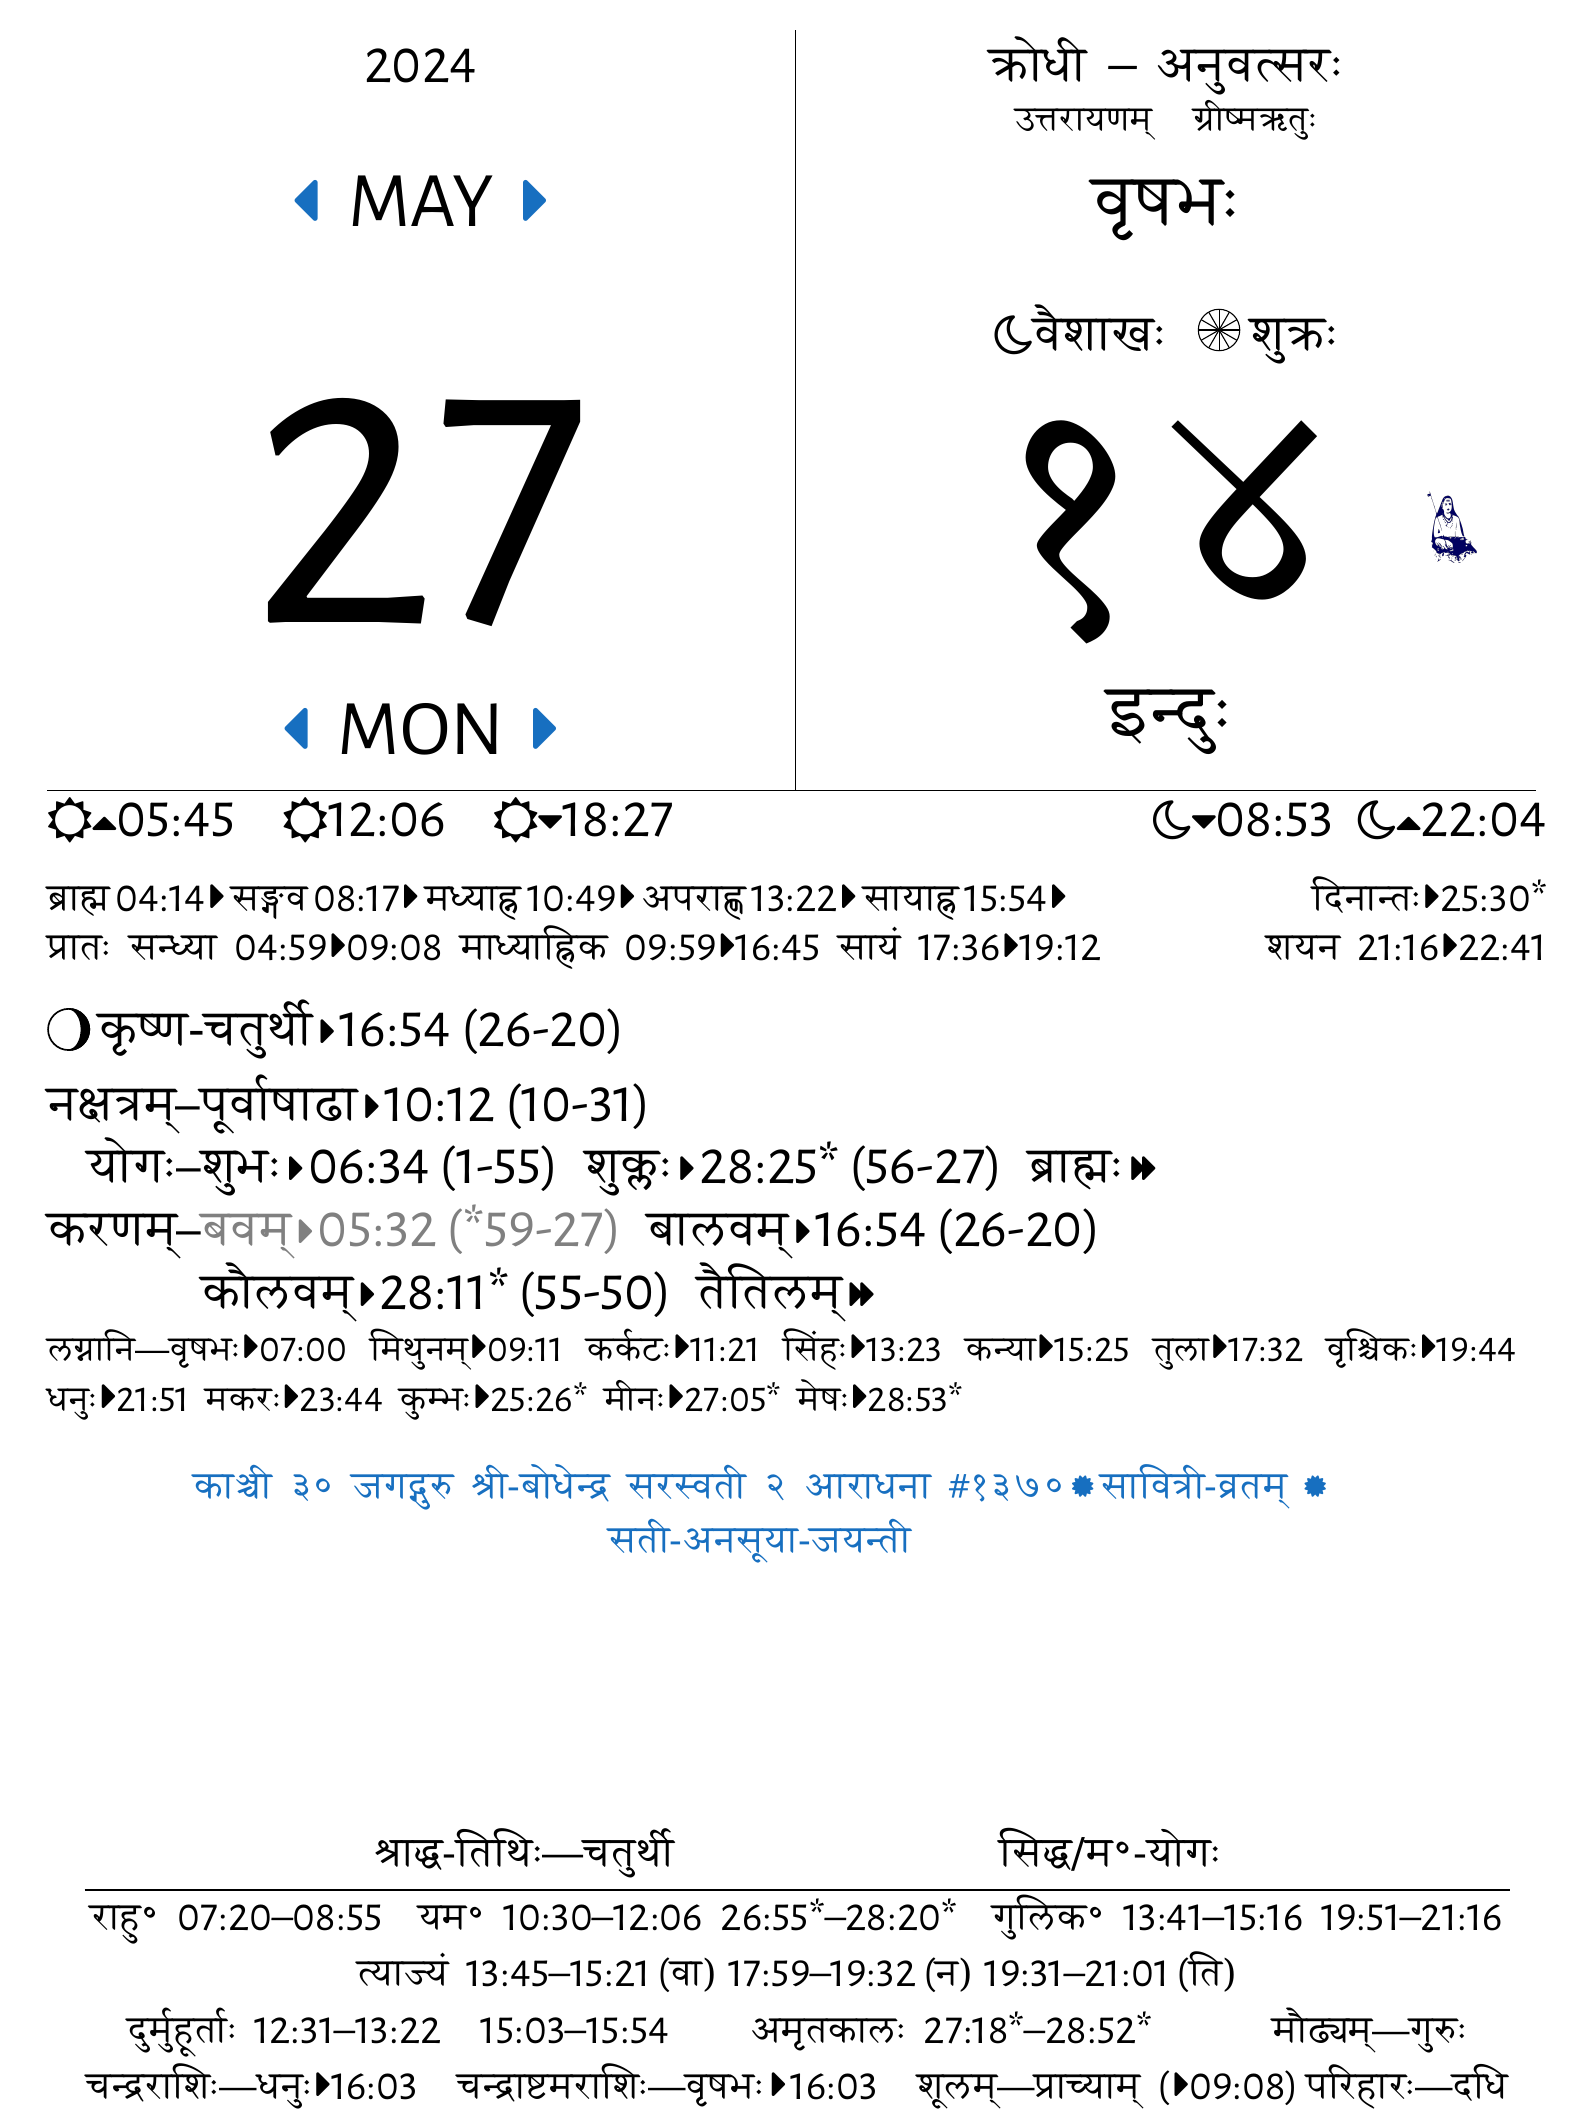 2024
MAY
27
MON
क्रोधी – अनुवत्सरः
उत्तरायणम् ग्रीष्मऋतुः
वृषभः
वैशाखः शुक्रः
१४
इन्दुः
05:45 12:06 18:27 08:53 22:04
ब्राह्म 04:14 सङ्गव 08:17 मध्याह्न 10:49 अपराह्ण 13:22 सायाह्न 15:54 दिनान्तः 25:30*
प्रातः सन्ध्या 04:59 09:08 माध्याह्निक 09:59 16:45 सायं 17:36 19:12 शयन 21:16 22:41
कृष्ण-चतुर्थी 16:54 (26-20)
नक्षत्रम्–पूर्वाषाढा 10:12 (10-31)
योगः–शुभः 06:34 (1-55) शुक्लः 28:25* (56-27) ब्राह्मः
करणम्–बवम् 05:32 (*59-27) बालवम् 16:54 (26-20)
कौलवम् 28:11* (55-50) तैतिलम्
लग्नानि—वृषभः 07:00 मिथुनम् 09:11 कर्कटः 11:21 सिंहः 13:23 कन्या 15:25 तुला 17:32 वृश्चिकः 19:44
धनुः 21:51 मकरः 23:44 कुम्भः 25:26* मीनः 27:05* मेषः 28:53*
काञ्ची ३० जगद्गुरु श्री-बोधेन्द्र सरस्वती २ आराधना #१३७० सावित्री-व्रतम्
सती-अनसूया-जयन्ती
श्राद्ध-तिथिः—चतुर्थी सिद्ध/म॰-योगः
राहु॰ 07:20–08:55 यम॰ 10:30–12:06 26:55*–28:20* गुलिक॰ 13:41–15:16 19:51–21:16
त्याज्यं 13:45–15:21 (वा) 17:59–19:32 (न) 19:31–21:01 (ति)
दुर्मुहूर्ताः 12:31–13:22 15:03–15:54 अमृतकालः 27:18*–28:52* मौढ्यम्—गुरुः
चन्द्रराशिः—धनुः 16:03 चन्द्राष्टमराशिः—वृषभः 16:03 शूलम्—प्राच्याम् (09:08) परिहारः—दधि